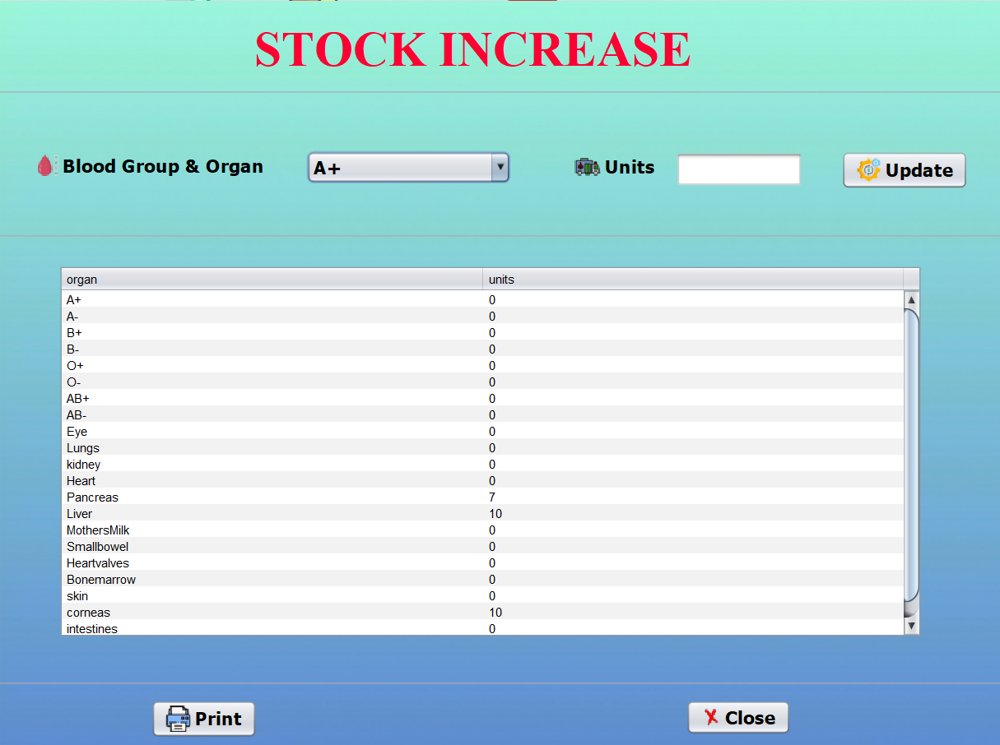 STOCK INCREASE
Blood Group & Organ A+ Units Update
organ units
A+ 0
A- 0
B+ 0
B- 0
O+ 0
O- 0
AB+ 0
AB- 0
Eye 0
Lungs 0
kidney 0
Heart 0
Pancreas 7
Liver 10
MothersMilk 0
Smallbowel 0
Heartvalves 0
Bonemarrow 0
skin 0
corneas 10
intestines 0
Print Close